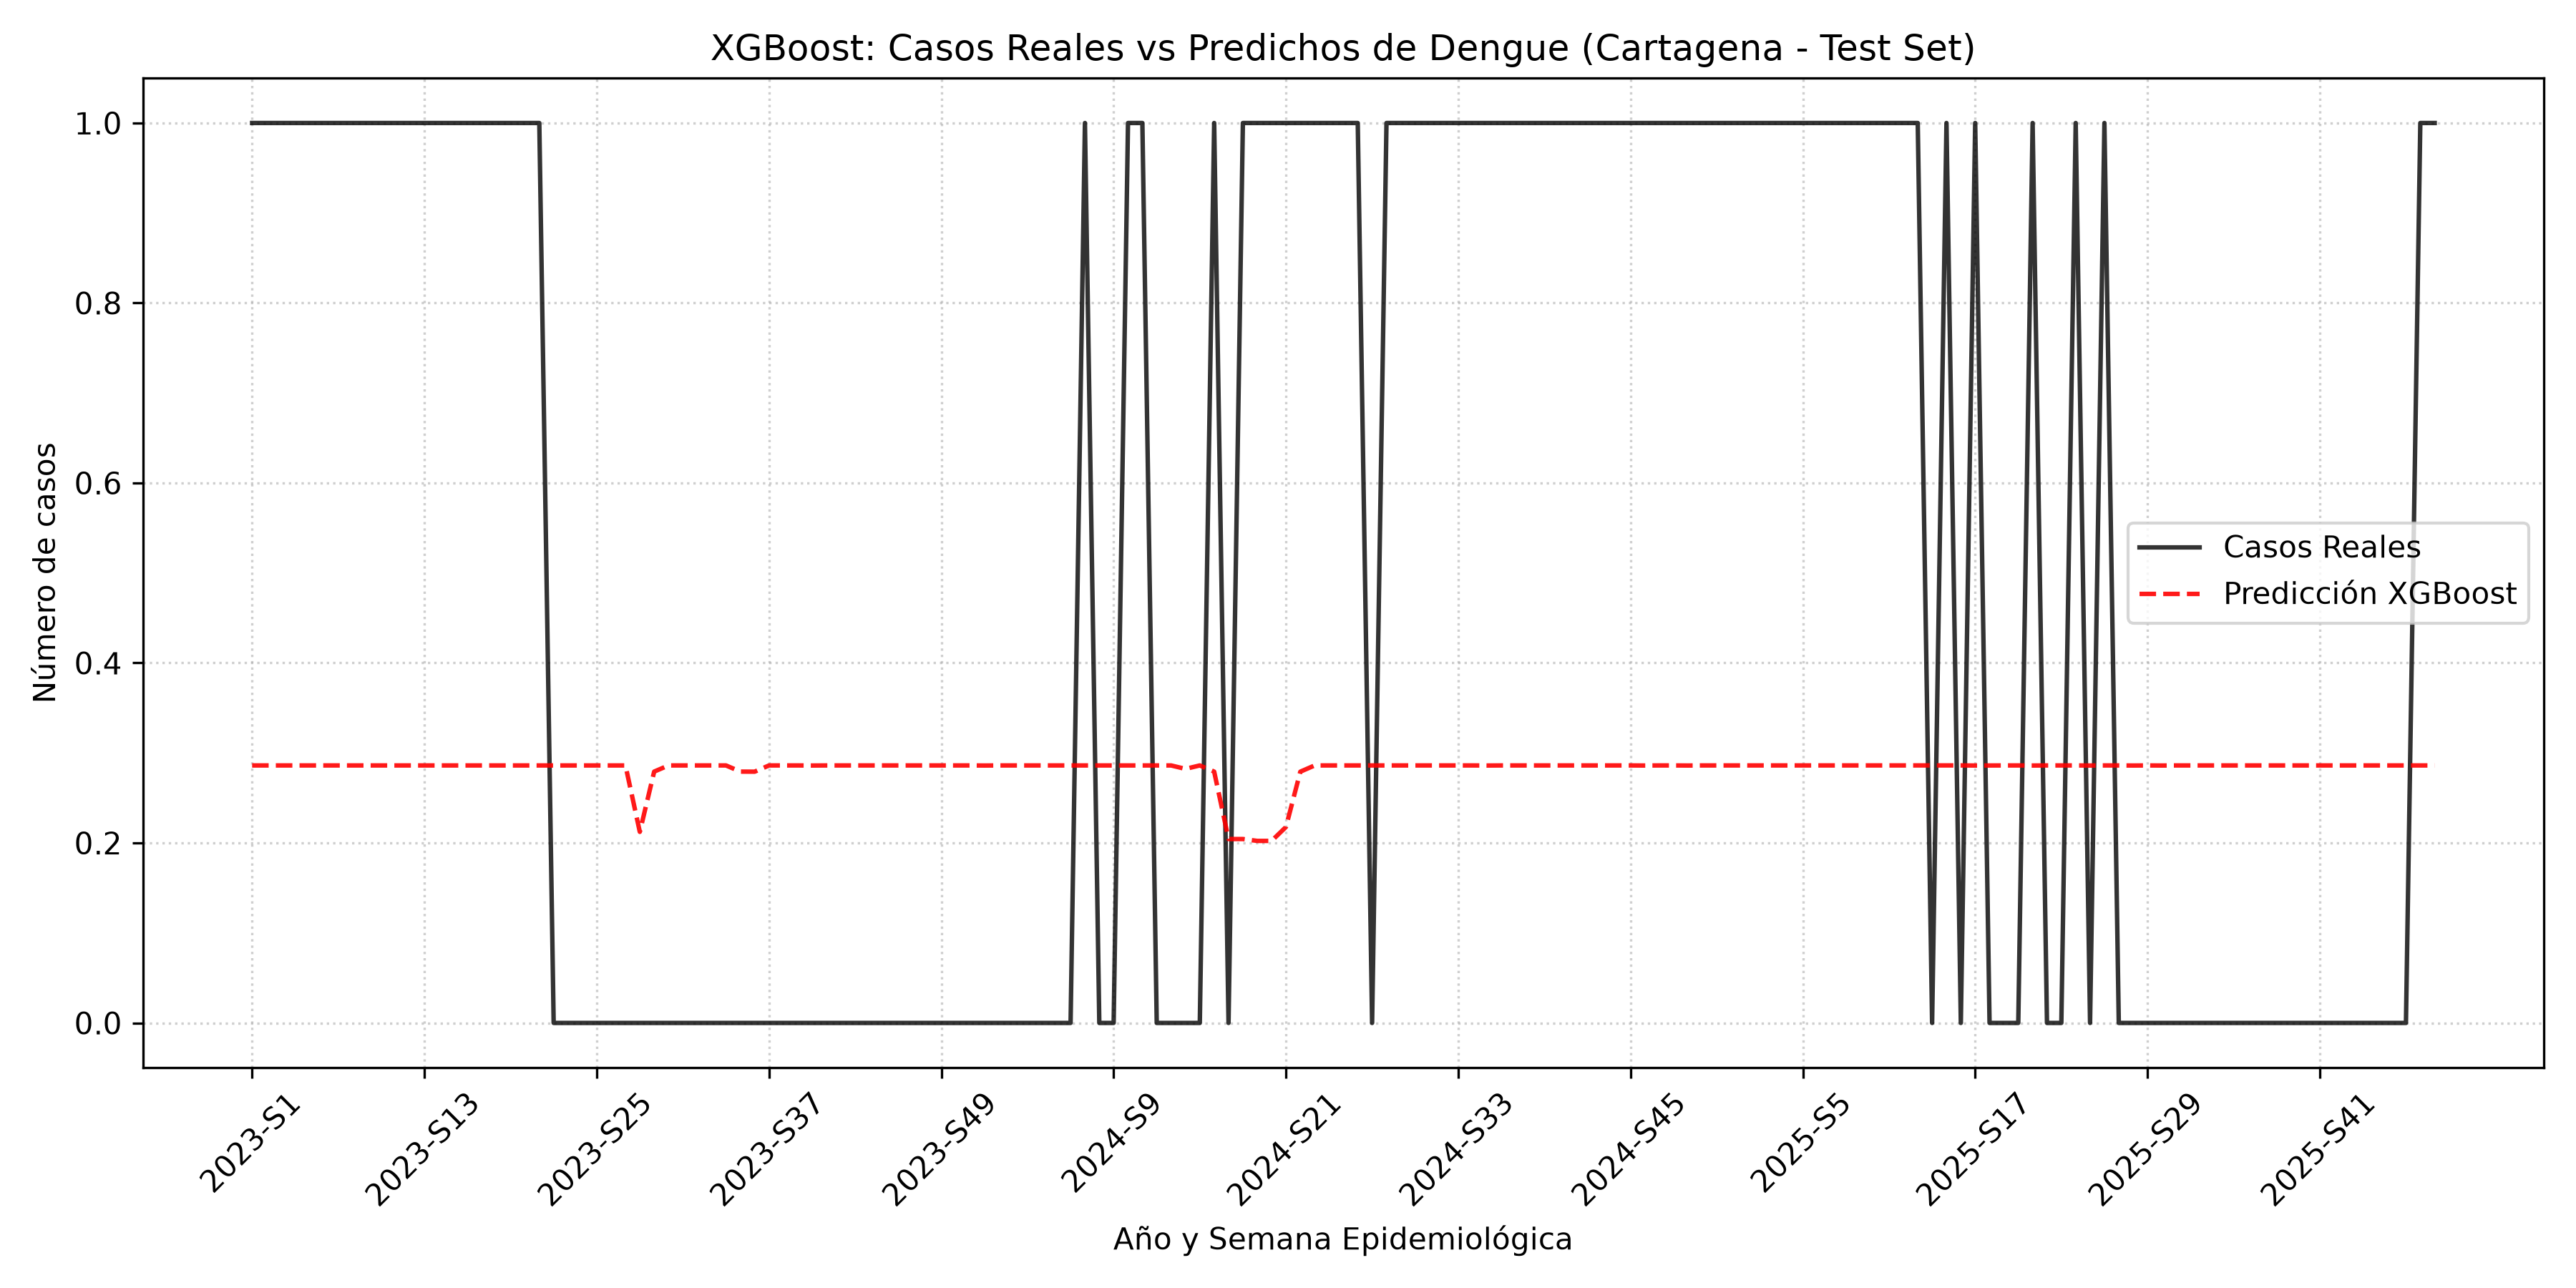 XGBoost: Casos Reales vs Predichos de Dengue (Cartagena - Test Set)
Número de casos
1.0
0.8
0.6
0.4
0.2
0.0
Casos Reales
Predicción XGBoost
2023-S1
2023-S13
2023-S25
2023-S37
2023-S49
2024-S9
2024-S21
2024-S33
2024-S45
2025-S5
2025-S17
2025-S29
2025-S41
Año y Semana Epidemiológica